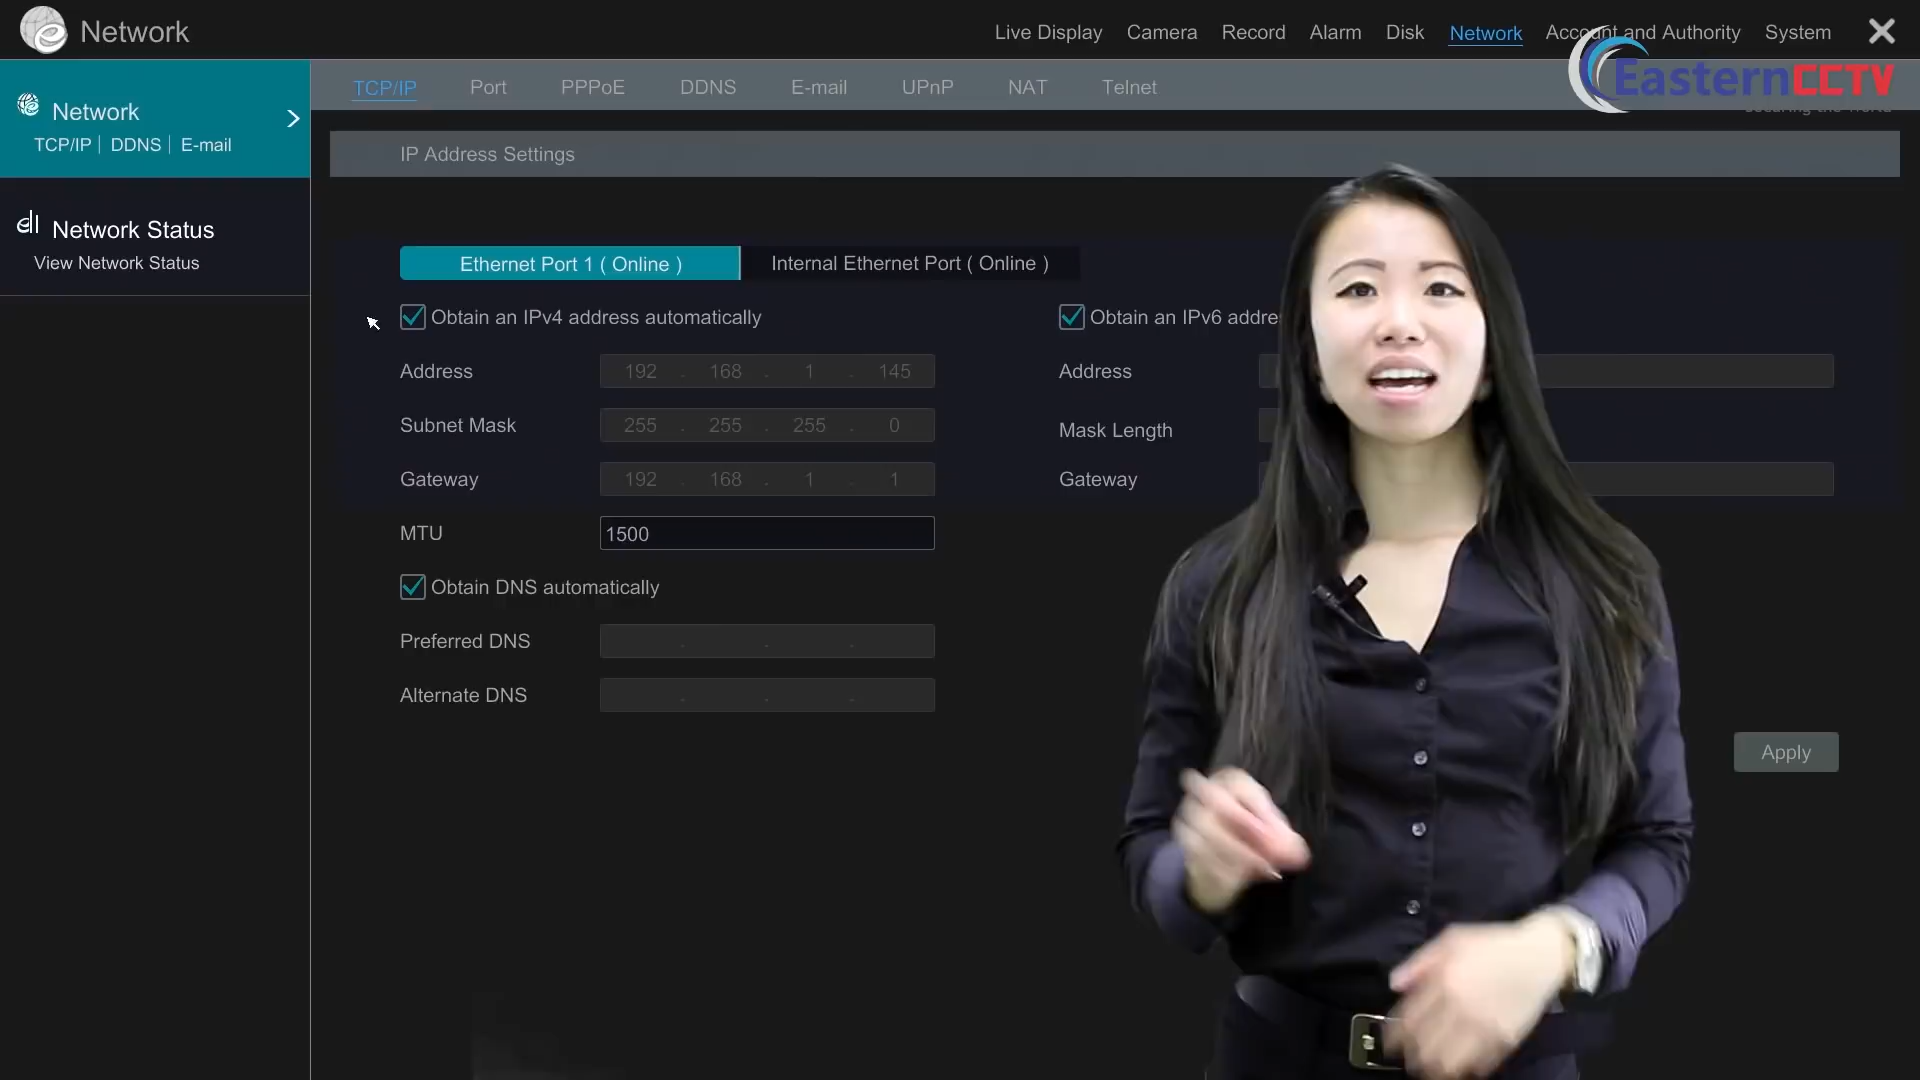 Network
Live Display Camera Record Alarm Disk Network Account and Authority System
EasternCCTV
TCP/IP Port PPPoE DDNS E-mail UPnP NAT Telnet
Network
TCP/IP | DDNS | E-mail
Network Status
View Network Status
IP Address Settings
Ethernet Port 1 ( Online ) Internal Ethernet Port ( Online )
Obtain an IPv4 address automatically Obtain an IPv6 addre
Address 192 . 168 . 1 . 145 Address
Subnet Mask 255 . 255 . 255 . 0 Mask Length
Gateway 192 . 168 . 1 . 1 Gateway
MTU 1500
Obtain DNS automatically
Preferred DNS . . .
Alternate DNS . . .
Apply